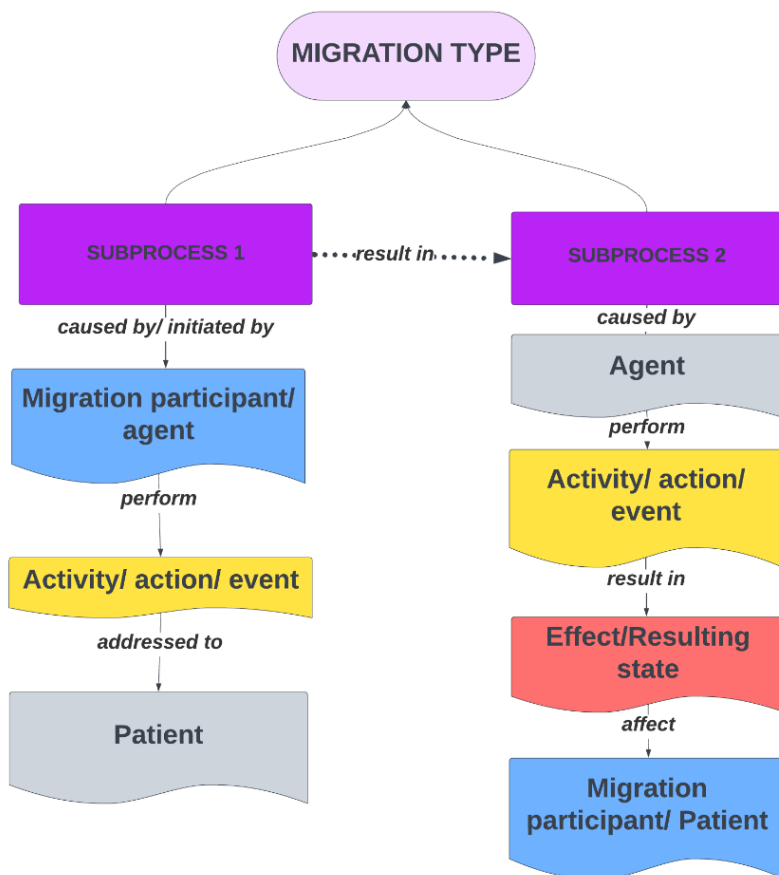 MIGRATION TYPE
SUBPROCESS 1
result in
SUBPROCESS 2
caused by/ initiated by
Migration participant/
agent
perform
Activity/ action/ event
addressed to
Patient
caused by
Agent
perform
Activity/ action/
event
result in
Effect/Resulting
state
affect
Migration
participant/ Patient